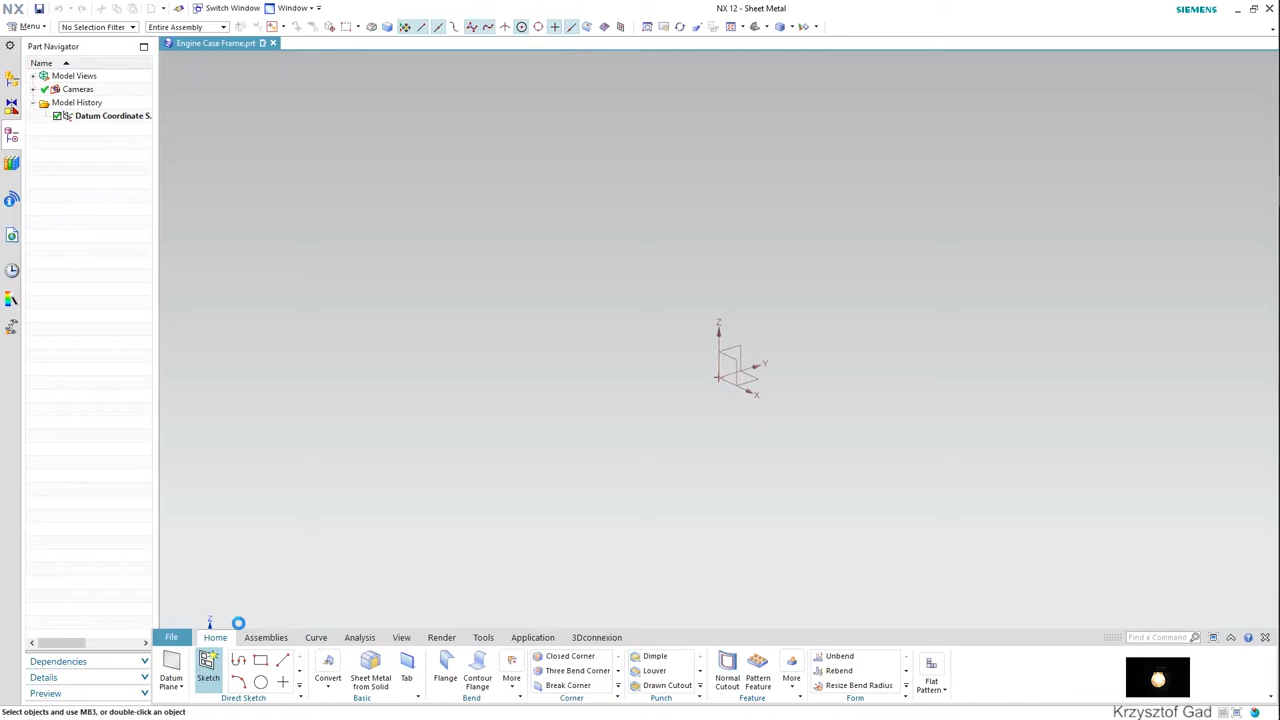 NX
Switch Window
Window
NX 12 - Sheet Metal
SIEMENS
Menu
No Selection Filter
Entire Assembly
Part Navigator
Engine Case Frame.prt
Name
Model Views
Cameras
Model History
Datum Coordinate S.
Z
Y
X
Z
Dependencies
Details
Preview
File
Home
Assemblies
Curve
Analysis
View
Render
Tools
Application
3Dconnexion
Find a Command
Datum Plane
Sketch
Direct Sketch
Convert
Sheet Metal from Solid
Tab
Basic
Flange
Contour Flange
More
Bend
Closed Corner
Three Bend Corner
Break Corner
Corner
Dimple
Louver
Drawn Cutout
Punch
Normal Cutout
Pattern Feature
More
Feature
Unbend
Rebend
Resize Bend Radius
Form
Flat Pattern
Select objects and use MB3, or double-click an object
Krzysztof Gad